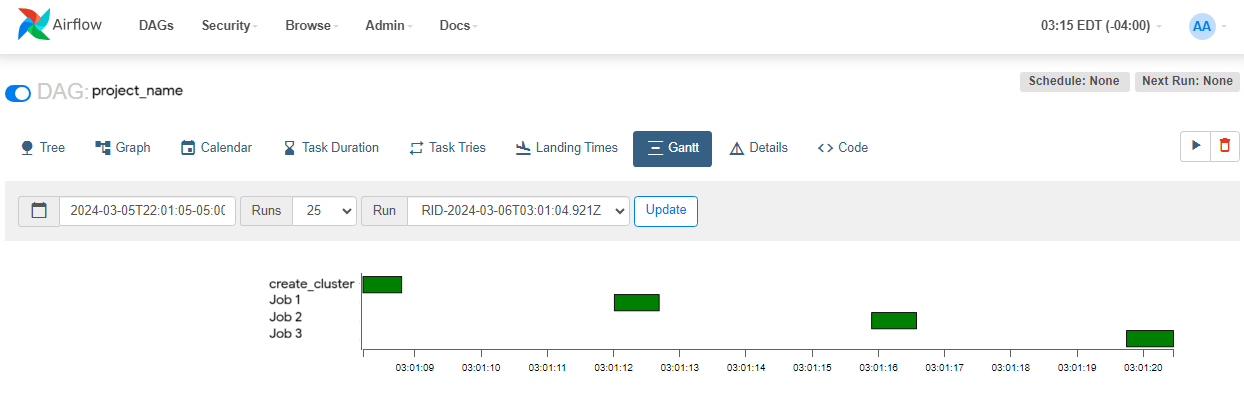 Airflow DAGs Security Browse Admin Docs 03:15 EDT (-04:00) AA
DAG: project_name Schedule: None Next Run: None
Tree Graph Calendar Task Duration Task Tries Landing Times Gantt Details Code
2024-03-05T22:01:05-05:00 Runs 25 Run RID-2024-03-06T03:01:04.921Z Update
create_cluster
Job 1
Job 2
Job 3
03:01:09 03:01:10 03:01:11 03:01:12 03:01:13 03:01:14 03:01:15 03:01:16 03:01:17 03:01:18 03:01:19 03:01:20